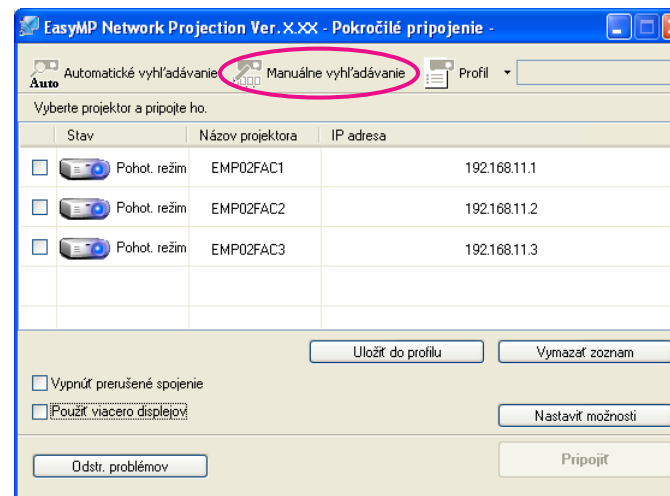 EasyMP Network Projection Ver. X.XX - Pokročilé pripojenie -
Auto Automatické vyhľadávanie Manuálne vyhľadávanie Profil
Vyberte projektor a pripojte ho.
Stav Názov projektora IP adresa
Pohot. režim EMP02FAC1 192.168.11.1
Pohot. režim EMP02FAC2 192.168.11.2
Pohot. režim EMP02FAC3 192.168.11.3
Uložiť do profilu Vymazať zoznam
Vypnúť prerušené spojenie
Použiť viacero displejov
Nastaviť možnosti
Odstr. problémov Pripojiť